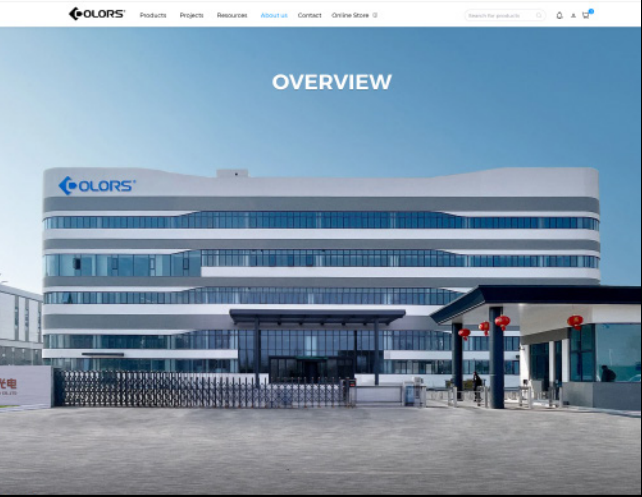 COLORS
Products Projects Resources About us Contact Online Store
Search for products
OVERVIEW
COLORS
光电